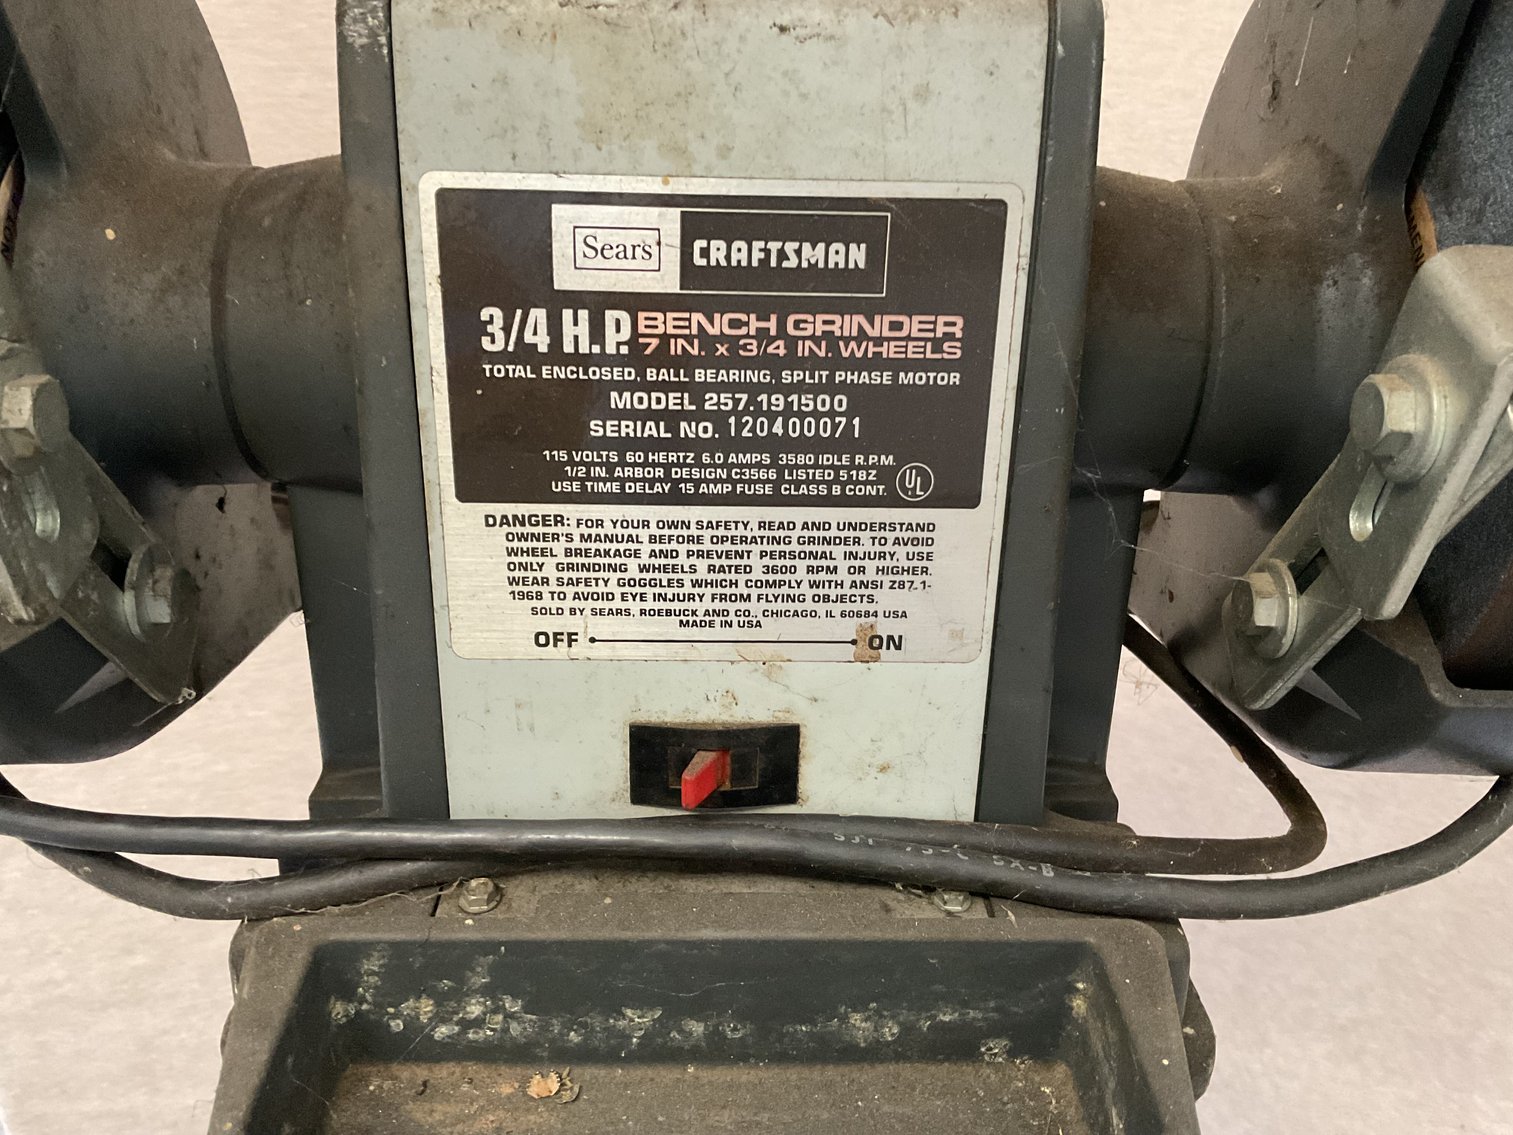 Sears CRAFTSMAN
3/4 H.P. BENCH GRINDER
7 IN. x 3/4 IN. WHEELS
TOTAL ENCLOSED, BALL BEARING, SPLIT PHASE MOTOR
MODEL 257.191500
SERIAL NO. 120400071
115 VOLTS 60 HERTZ 6.0 AMPS 3580 IDLE R.P.M.
1/2 IN. ARBOR DESIGN C3566 LISTED 518Z
USE TIME DELAY 15 AMP FUSE CLASS B CONT.
UL
DANGER: FOR YOUR OWN SAFETY, READ AND UNDERSTAND
OWNER'S MANUAL BEFORE OPERATING GRINDER. TO AVOID
WHEEL BREAKAGE AND PREVENT PERSONAL INJURY, USE
ONLY GRINDING WHEELS RATED 3600 RPM OR HIGHER.
WEAR SAFETY GOGGLES WHICH COMPLY WITH ANSI Z87.1-
1968 TO AVOID EYE INJURY FROM FLYING OBJECTS.
SOLD BY SEARS, ROEBUCK AND CO., CHICAGO, IL 60684 USA
MADE IN USA
OFF ON